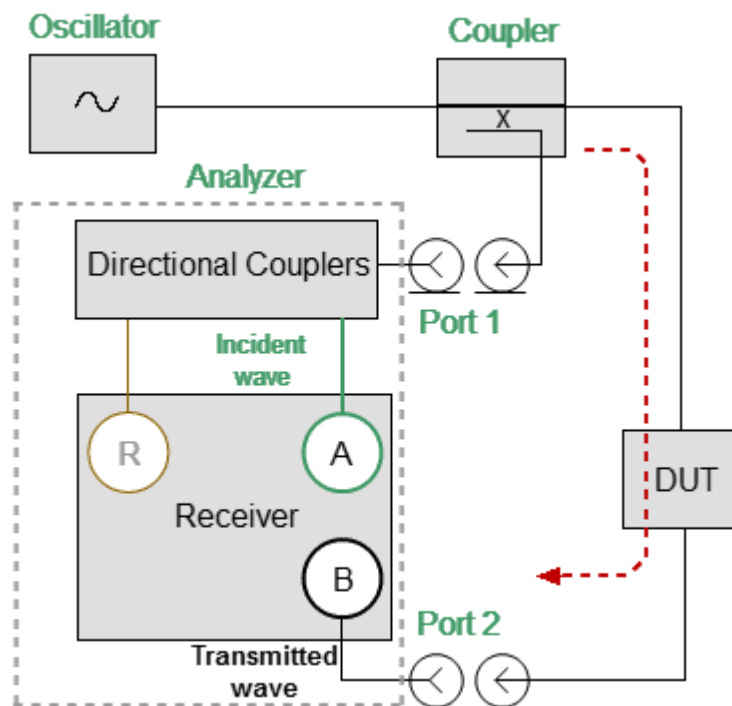 Oscillator
Coupler
X
Analyzer
Directional Couplers
Port 1
Incident
wave
R
A
DUT
Receiver
B
Port 2
Transmitted
wave